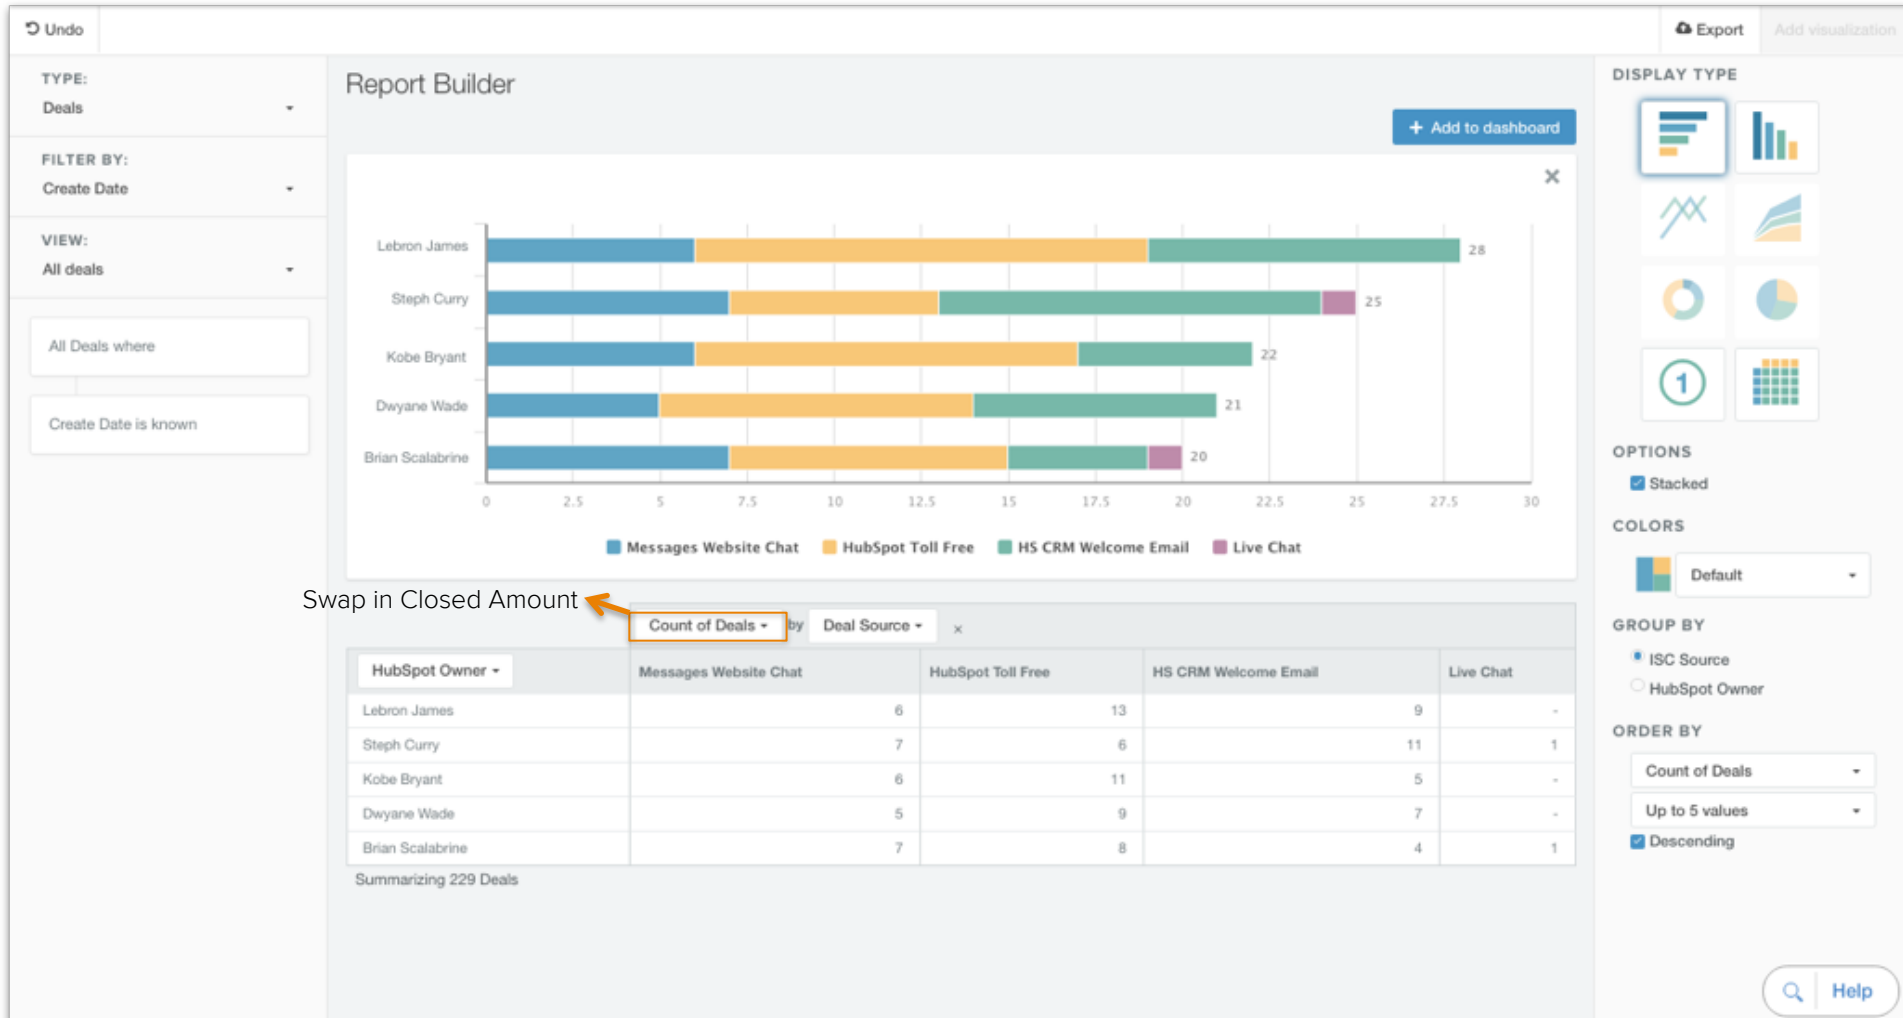 Undo
Export
Add visualization
TYPE:
Deals
FILTER BY:
Create Date
VIEW:
All deals
All Deals where
Create Date is known
Report Builder
+ Add to dashboard
Lebron James 28
Steph Curry 25
Kobe Bryant 22
Dwyane Wade 21
Brian Scalabrine 20
0 2.5 5 7.5 10 12.5 15 17.5 20 22.5 25 27.5 30
Messages Website Chat HubSpot Toll Free HS CRM Welcome Email Live Chat
Swap in Closed Amount
Count of Deals by Deal Source ×
HubSpot Owner Messages Website Chat HubSpot Toll Free HS CRM Welcome Email Live Chat
Lebron James 6 13 9 -
Steph Curry 7 6 11 1
Kobe Bryant 6 11 5 -
Dwyane Wade 5 9 7 -
Brian Scalabrine 7 8 4 1
Summarizing 229 Deals
DISPLAY TYPE
1
OPTIONS
Stacked
COLORS
Default
GROUP BY
ISC Source
HubSpot Owner
ORDER BY
Count of Deals
Up to 5 values
Descending
Help